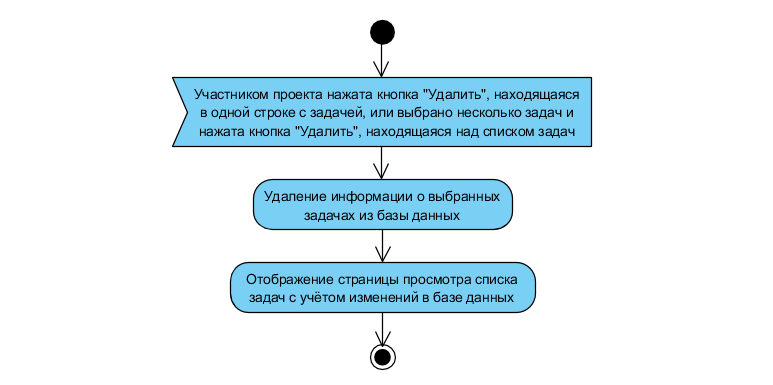 Участником проекта нажата кнопка "Удалить", находящаяся
в одной строке с задачей, или выбрано несколько задач и
нажата кнопка "Удалить", находящаяся над списком задач
Удаление информации о выбранных
задачах из базы данных
Отображение страницы просмотра списка
задач с учётом изменений в базе данных